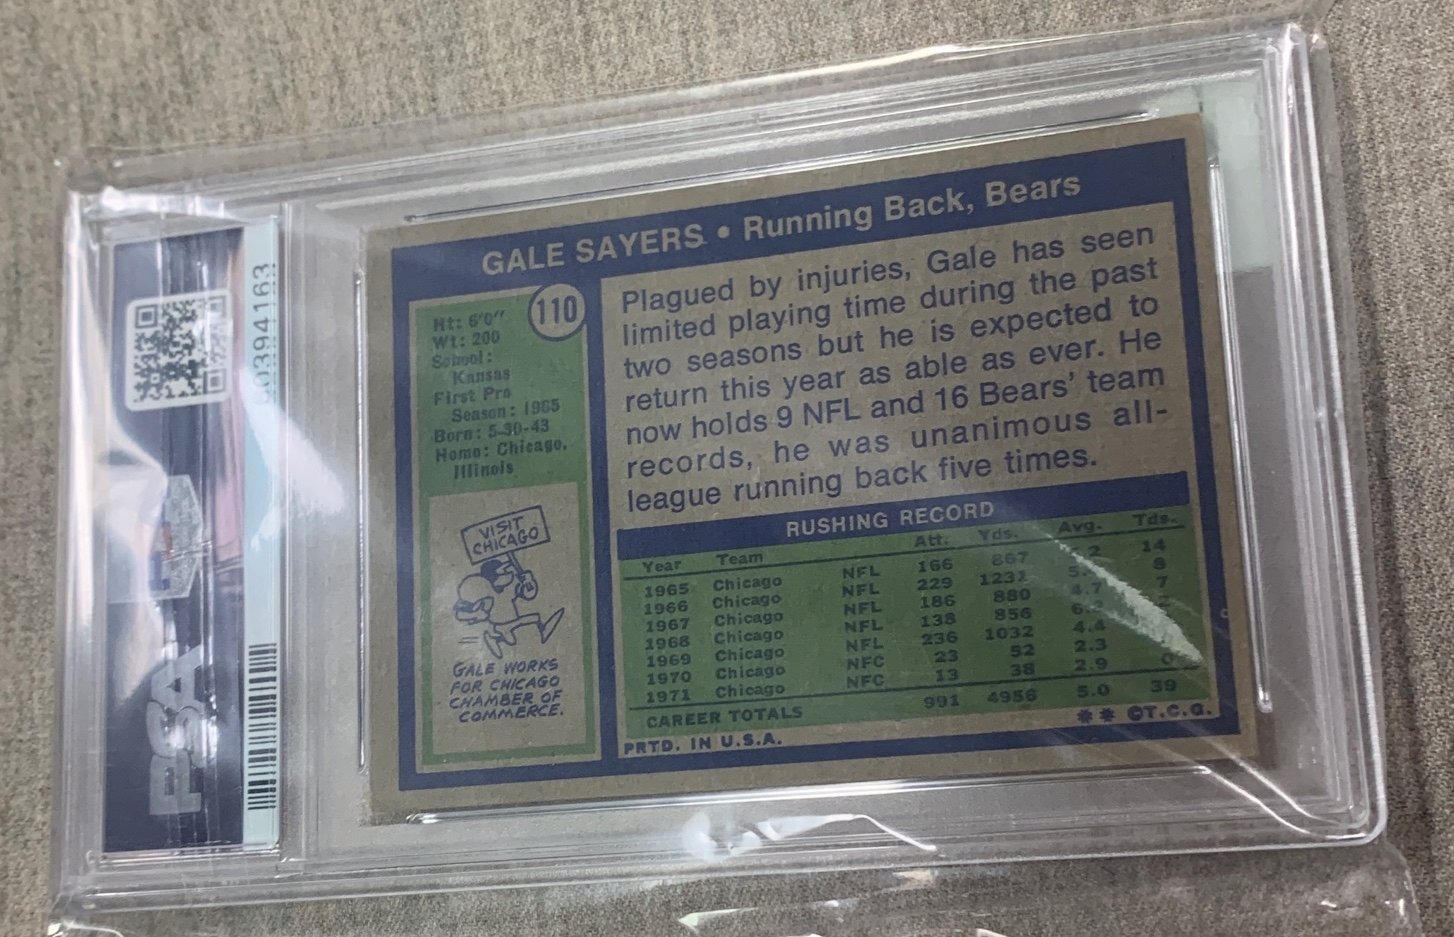 GALE SAYERS • Running Back, Bears
110
Ht: 6'0"
Wt: 200
School:
Kansas
First Pro
Season: 1965
Born: 5-30-43
Home: Chicago,
Illinois
VISIT
CHICAGO
GALE WORKS
FOR CHICAGO
CHAMBER OF
COMMERCE.
Plagued by injuries, Gale has seen
limited playing time during the past
two seasons but he is expected to
return this year as able as ever. He
now holds 9 NFL and 16 Bears' team
records, he was unanimous all-
league running back five times.
RUSHING RECORD
Year Team Att. Yds. Avg. Tds.
1965 Chicago NFL 166 867 5.2 14
1966 Chicago NFL 229 1231 8
1967 Chicago NFL 186 880 4.7 7
1968 Chicago NFL 138 856 6.2
1969 Chicago NFL 236 1032 4.4
1970 Chicago NFC 23 52 2.3
1971 Chicago NFC 13 38 2.9 0
CAREER TOTALS 991 4956 5.0 39
PRTD. IN U.S.A.
** ©T.C.G.
PSA
60394163